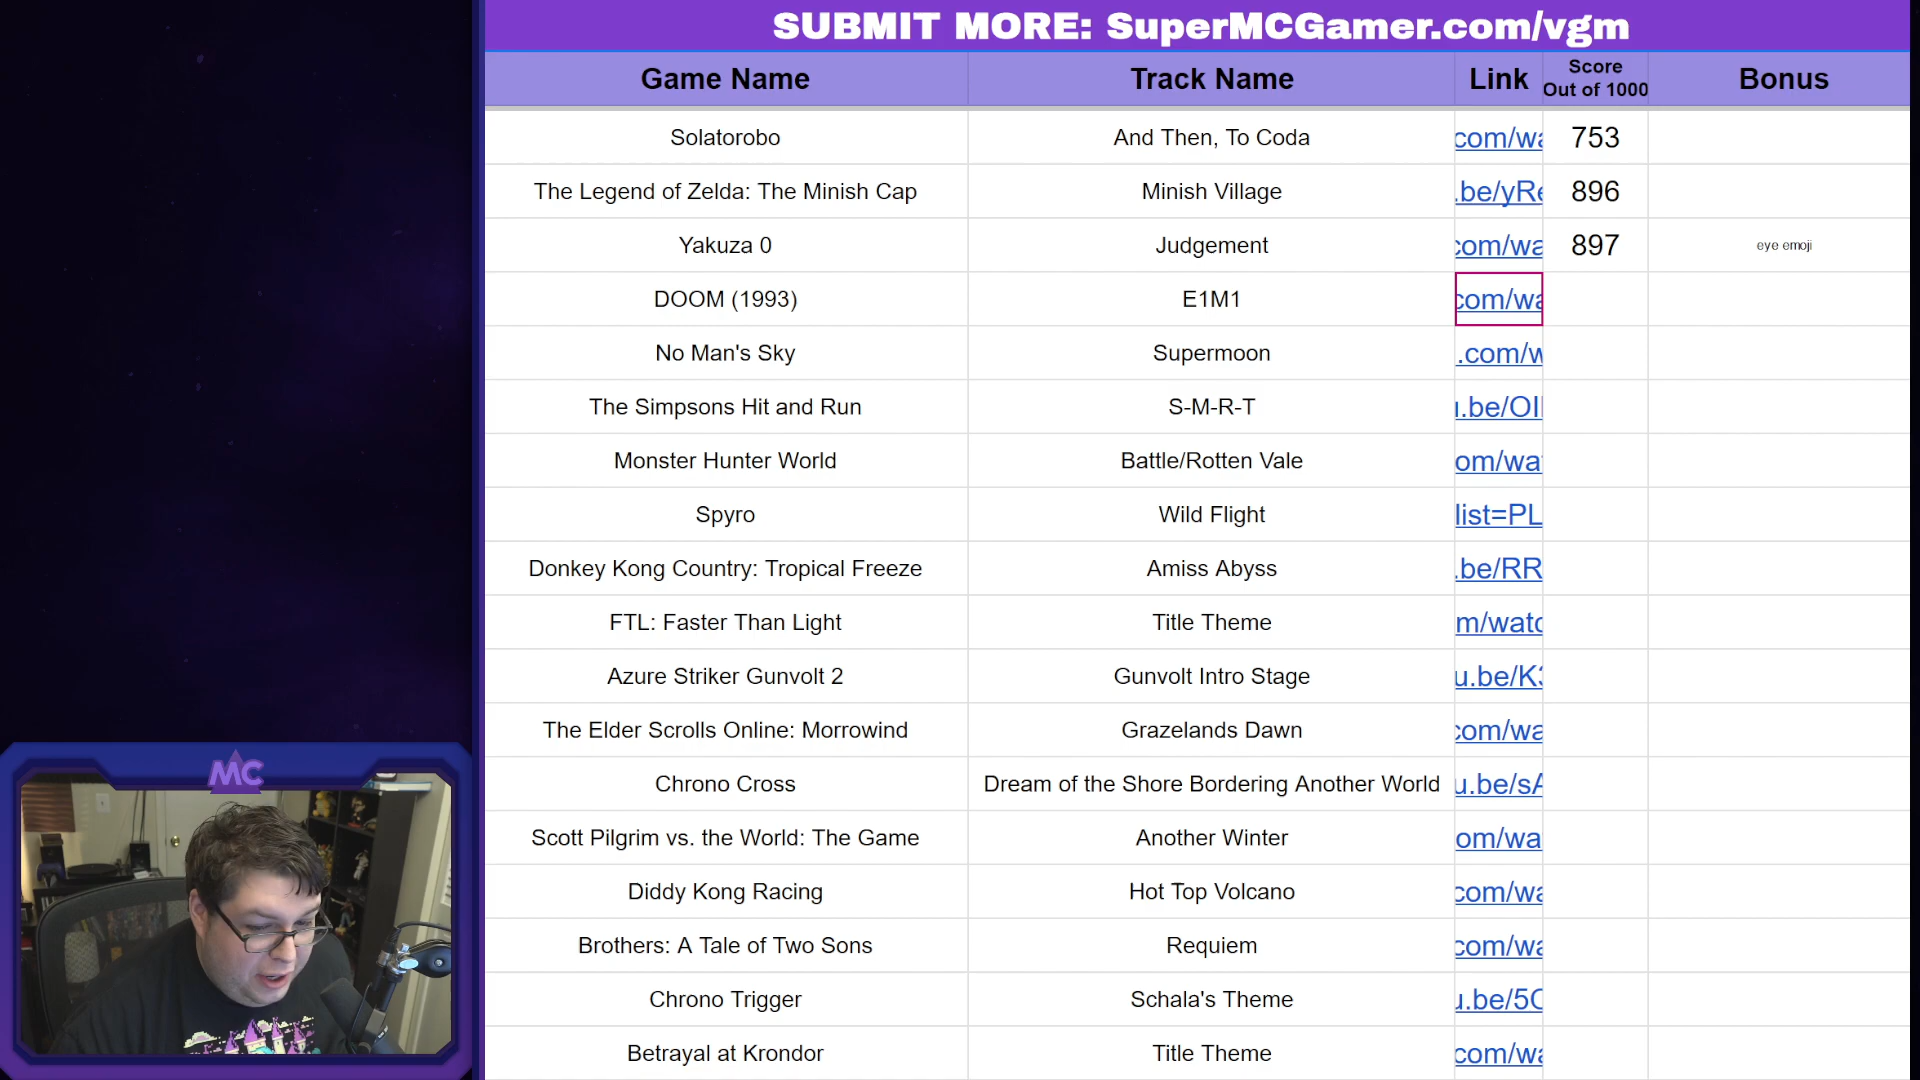 SUBMIT MORE: SuperMCGamer.com/vgm
Game Name Track Name Link Score Out of 1000 Bonus
Solatorobo And Then, To Coda com/wa 753
The Legend of Zelda: The Minish Cap Minish Village .be/yRe 896
Yakuza 0 Judgement com/wa 897 eye emoji
DOOM (1993) E1M1 com/wa
No Man's Sky Supermoon .com/w
The Simpsons Hit and Run S-M-R-T .be/OI
Monster Hunter World Battle/Rotten Vale om/wa
Spyro Wild Flight list=PL
Donkey Kong Country: Tropical Freeze Amiss Abyss .be/RR
FTL: Faster Than Light Title Theme m/watc
Azure Striker Gunvolt 2 Gunvolt Intro Stage u.be/K
The Elder Scrolls Online: Morrowind Grazelands Dawn com/wa
Chrono Cross Dream of the Shore Bordering Another World u.be/sA
Scott Pilgrim vs. the World: The Game Another Winter om/wa
Diddy Kong Racing Hot Top Volcano com/wa
Brothers: A Tale of Two Sons Requiem com/wa
Chrono Trigger Schala's Theme u.be/5
Betrayal at Krondor Title Theme com/wa
MC